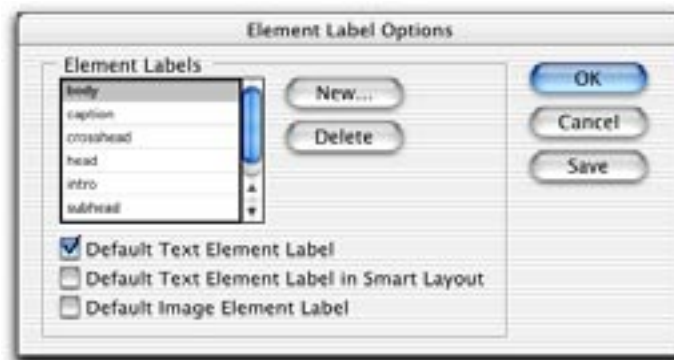 Element Label Options
Element Labels
body
caption
crosshead
head
intro
subhead
New...
Delete
OK
Cancel
Save
Default Text Element Label
Default Text Element Label in Smart Layout
Default Image Element Label